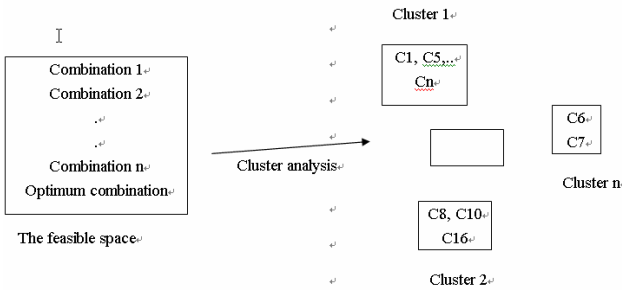 Cluster 1
Combination 1
Combination 2
.
.
Combination n
Optimum combination
The feasible space
Cluster analysis
C1, C5,..
Cn
C6
C7
Cluster n
C8, C10
C16
Cluster 2